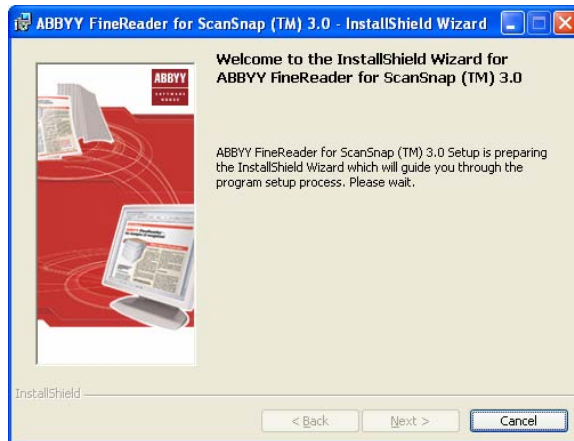 ABBYY FineReader for ScanSnap (TM) 3.0 - InstallShield Wizard
ABBYY
SOFTWARE
HOUSE
Welcome to the InstallShield Wizard for
ABBYY FineReader for ScanSnap (TM) 3.0
ABBYY FineReader for ScanSnap (TM) 3.0 Setup is preparing
the InstallShield Wizard which will guide you through the
program setup process. Please wait.
InstallShield
< Back
Next >
Cancel